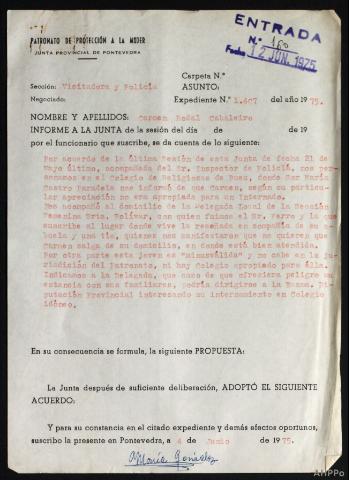 ENTRADA
N.° 160
Fecha 12 JUN. 1975
PATRONATO DE PROTECCIÓN A LA MUJER
JUNTA PROVINCIAL DE PONTEVEDRA
Carpeta N.°
Sección: Visitadora y Policía
ASUNTO:
Negociado:
Expediente N.° 1.607 del año 1975.
NOMBRE Y APELLIDOS: Carmen Rodal Cabaleiro
INFORME A LA JUNTA de la sesión del día de de 19
por el funcionario que suscribe, se da cuenta de lo siguiente:
Por acuerdo de la última Sesión de esta Junta de fecha 21 de
Mayo último, acompañada del Sr. Inspector de Policía, nos per-
sonamos en el Colegio de Religiosas de Bueu, donde Sor María
Castro Paradela nos informó de que Carmen, según su particu-
lar apreciación no era apropiada para un Internado.
Nos acompañó al domicilio de la Delegada Local de la Sección
Femenina Srta. Bolívar, con quien fuimos el Sr. Ferro y la que
suscribe al lugar donde vive la reseñada en compañía de su a-
buela y una tía, quienes nos manifestaron que no quieren que
Carmen salga de su domicilio, en donde está bien atendida.
Por otra parte esta joven es "minusválida" y no cabe en la ju-
risdición del Patronato, ni hay Colegio apropiado para ella.
Indicamos a la Delegada, que caso de que ofreciera peligro su
estancia con sus familiares, podría dirigirse a la Excma. Di-
putación Provincial interesando su internamiento en Colegio
idóneo.
En su consecuencia se formula, la siguiente PROPUESTA:
La Junta después de suficiente deliberación, ADOPTÓ EL SIGUIENTE
ACUERDO:
Y para su constancia en el citado expediente y demás efectos oportunos,
suscribo la presente en Pontevedra, a 4 de Junio de 1975.
María González
AHPPo